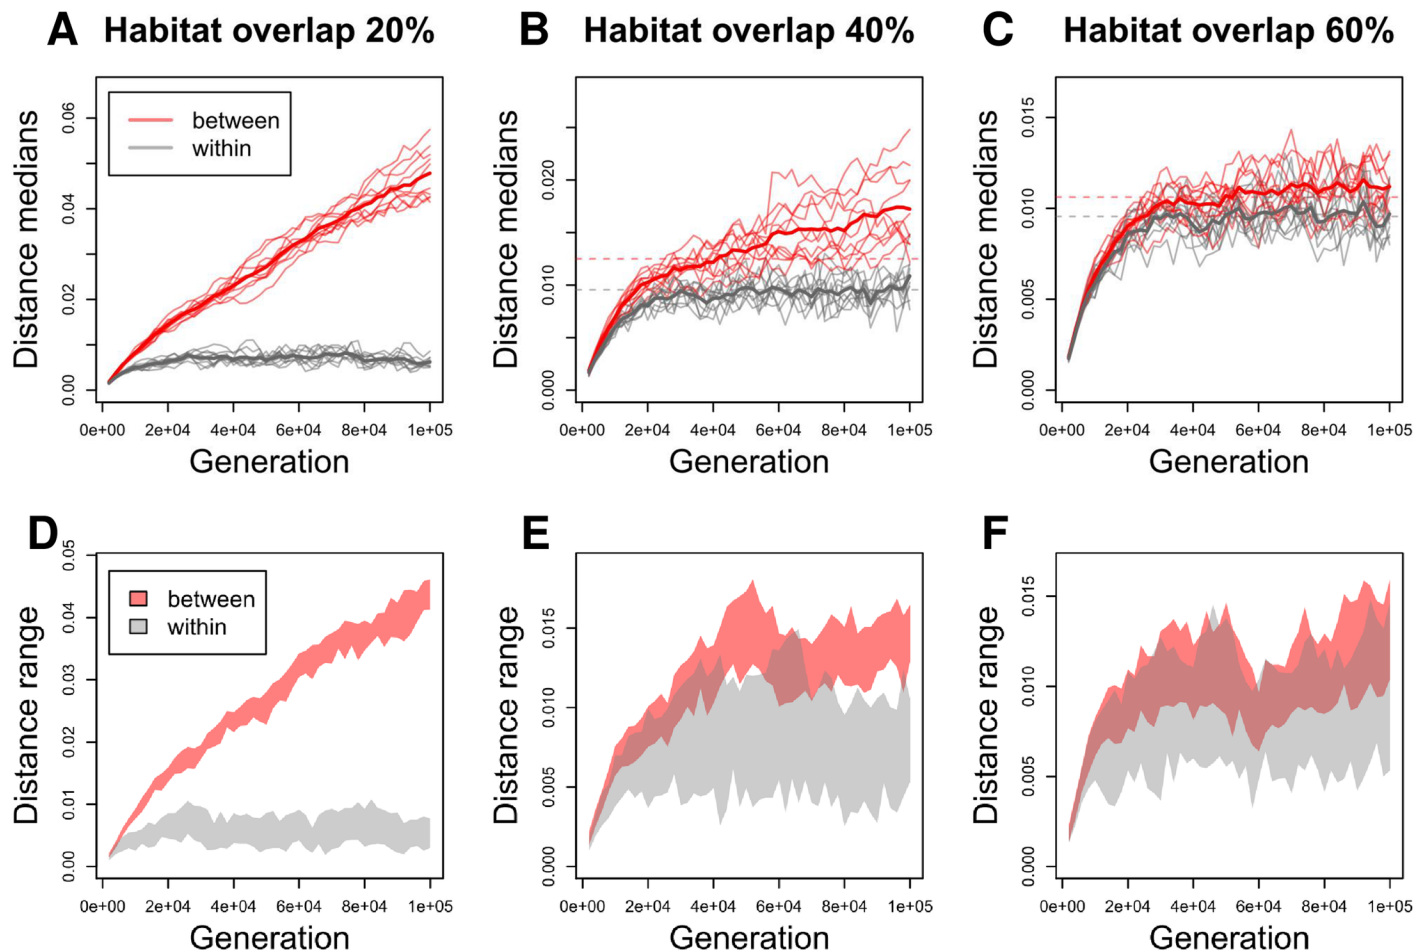 A Habitat overlap 20%
Distance medians
0.06
0.04
0.02
0.00
between
within
0e+00 2e+04 4e+04 6e+04 8e+04 1e+05
Generation
B Habitat overlap 40%
Distance medians
0.020
0.010
0.000
0e+00 2e+04 4e+04 6e+04 8e+04 1e+05
Generation
C Habitat overlap 60%
Distance medians
0.015
0.010
0.005
0.000
0e+00 2e+04 4e+04 6e+04 8e+04 1e+05
Generation
D
Distance range
0.05
0.04
0.03
0.02
0.01
0.00
between
within
0e+00 2e+04 4e+04 6e+04 8e+04 1e+05
Generation
E
Distance range
0.015
0.010
0.005
0.000
0e+00 2e+04 4e+04 6e+04 8e+04 1e+05
Generation
F
Distance range
0.015
0.010
0.005
0.000
0e+00 2e+04 4e+04 6e+04 8e+04 1e+05
Generation